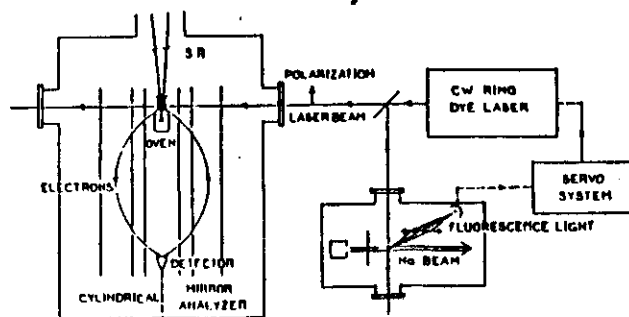 SR
POLARIZATION
LASER BEAM
CW RING
DYE LASER
OVEN
ELECTRONS
SERVO
SYSTEM
FLUORESCENCE LIGHT
Na BEAM
DETECTOR
CYLINDRICAL
MIRROR
ANALYZER